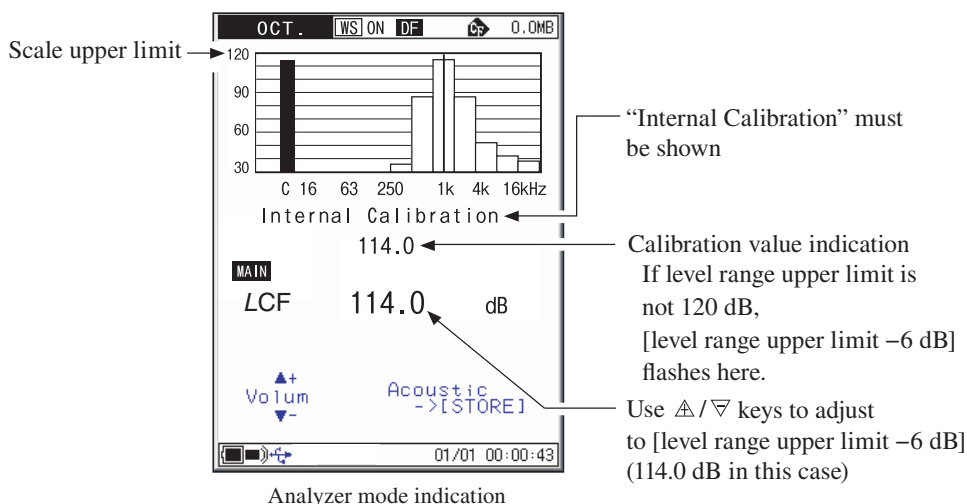 OCT. WS ON DF CF 0.0MB
Scale upper limit
120
90
60
30
C 16 63 250 1k 4k 16kHz
Internal Calibration
114.0
MAIN
LCF 114.0 dB
+
Volum
-
Acoustic
->[STORE]
01/01 00:00:43
Analyzer mode indication
“Internal Calibration” must
be shown
Calibration value indication
If level range upper limit is
not 120 dB,
[level range upper limit −6 dB]
flashes here.
Use / keys to adjust
to [level range upper limit −6 dB]
(114.0 dB in this case)